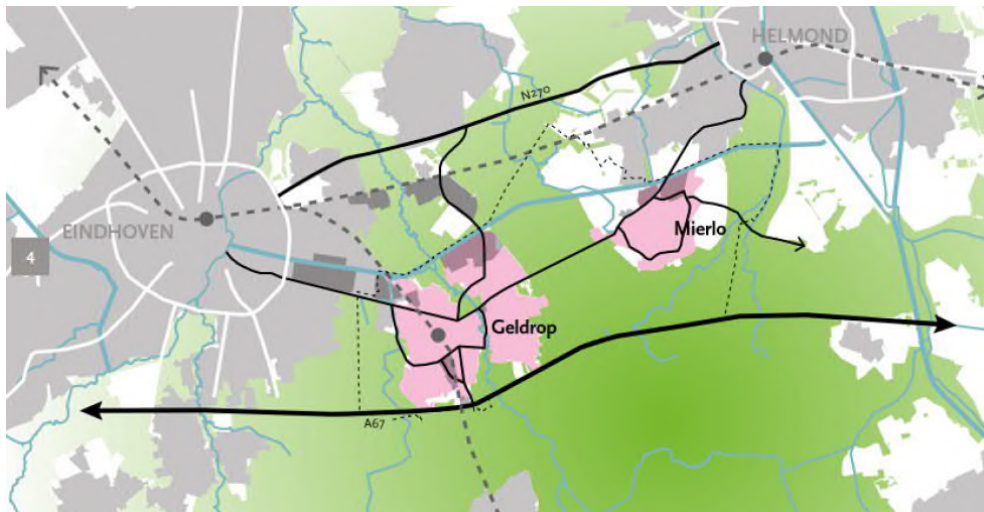 HELMOND
N270
EINDHOVEN
4
Mierlo
Geldrop
A67